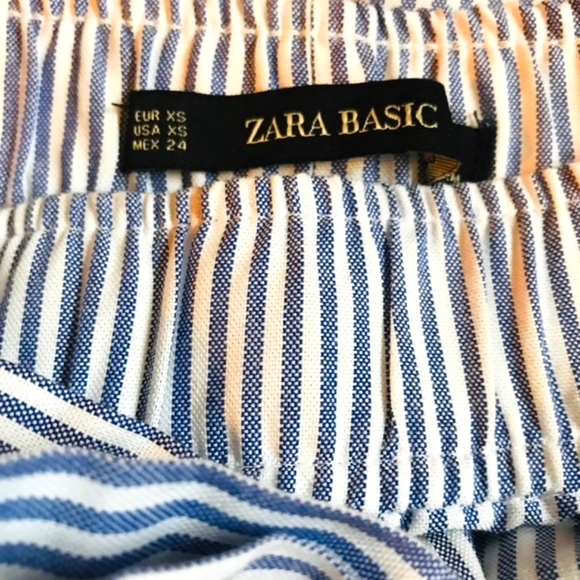 EUR XS
USA XS
MEX 24
ZARA BASIC